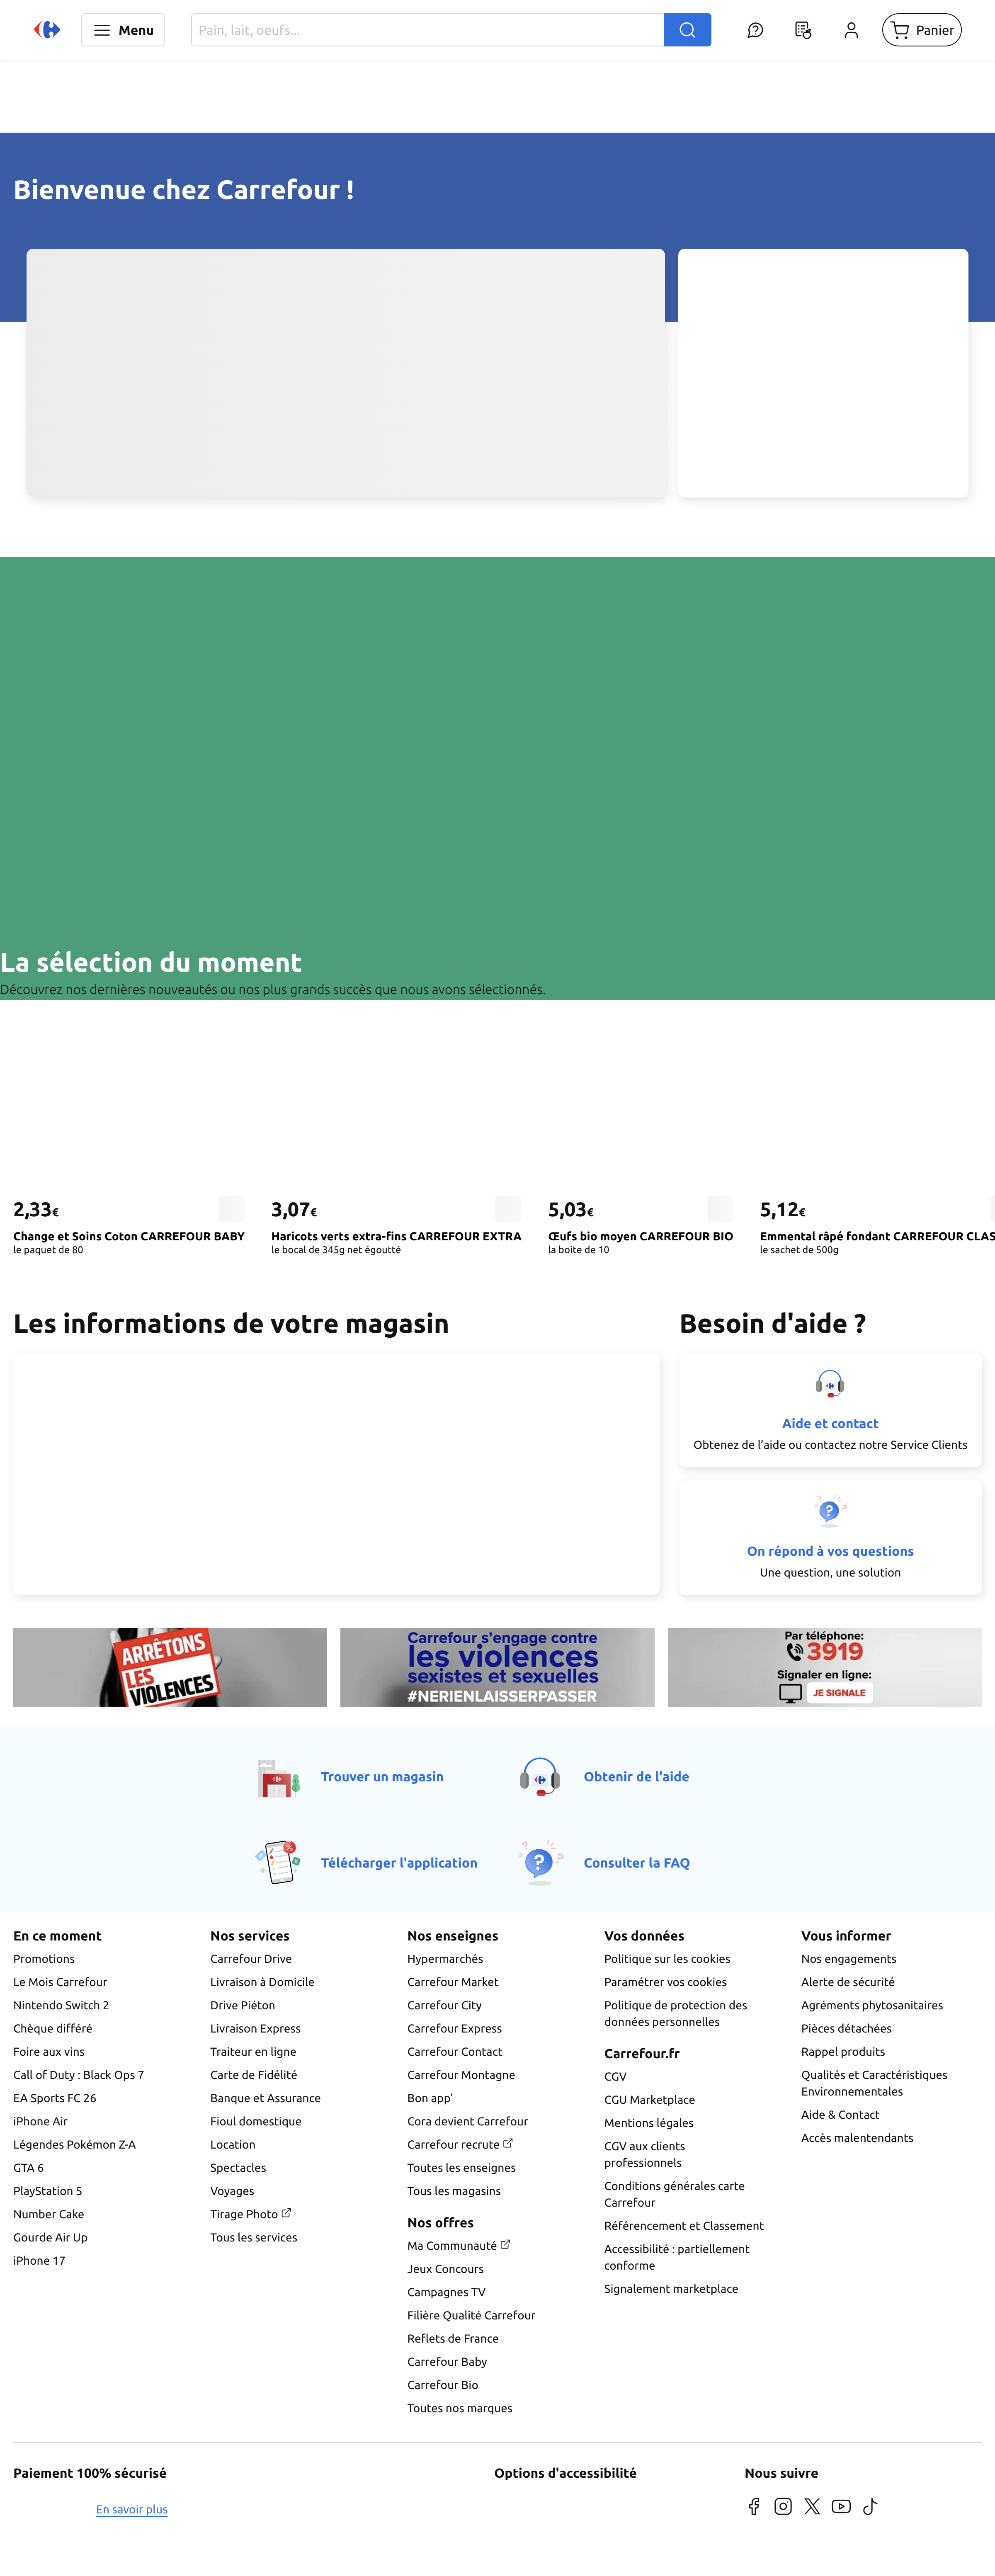 Menu
Pain, lait, oeufs...
Panier
Bienvenue chez Carrefour !
La sélection du moment
Découvrez nos dernières nouveautés ou nos plus grands succès que nous avons sélectionnés.
2,33€
Change et Soins Coton CARREFOUR BABY
le paquet de 80
3,07€
Haricots verts extra-fins CARREFOUR EXTRA
le bocal de 345g net égoutté
5,03€
Œufs bio moyen CARREFOUR BIO
la boite de 10
5,12€
Emmental râpé fondant CARREFOUR CLAS
le sachet de 500g
Les informations de votre magasin
Besoin d'aide ?
Aide et contact
Obtenez de l’aide ou contactez notre Service Clients
On répond à vos questions
Une question, une solution
ARRÊTONS
LES
VIOLENCES
Carrefour s’engage contre
les violences
sexistes et sexuelles
#NERIENLAISSERPASSER
Par téléphone:
3919
Signaler en ligne:
JE SIGNALE
Trouver un magasin
Obtenir de l'aide
Télécharger l'application
Consulter la FAQ
En ce moment
Promotions
Le Mois Carrefour
Nintendo Switch 2
Chèque différé
Foire aux vins
Call of Duty : Black Ops 7
EA Sports FC 26
iPhone Air
Légendes Pokémon Z-A
GTA 6
PlayStation 5
Number Cake
Gourde Air Up
iPhone 17
Nos services
Carrefour Drive
Livraison à Domicile
Drive Piéton
Livraison Express
Traiteur en ligne
Carte de Fidélité
Banque et Assurance
Fioul domestique
Location
Spectacles
Voyages
Tirage Photo
Tous les services
Nos enseignes
Hypermarchés
Carrefour Market
Carrefour City
Carrefour Express
Carrefour Contact
Carrefour Montagne
Bon app'
Cora devient Carrefour
Carrefour recrute
Toutes les enseignes
Tous les magasins
Nos offres
Ma Communauté
Jeux Concours
Campagnes TV
Filière Qualité Carrefour
Reflets de France
Carrefour Baby
Carrefour Bio
Toutes nos marques
Vos données
Politique sur les cookies
Paramétrer vos cookies
Politique de protection des
données personnelles
Carrefour.fr
CGV
CGU Marketplace
Mentions légales
CGV aux clients
professionnels
Conditions générales carte
Carrefour
Référencement et Classement
Accessibilité : partiellement
conforme
Signalement marketplace
Vous informer
Nos engagements
Alerte de sécurité
Agréments phytosanitaires
Pièces détachées
Rappel produits
Qualités et Caractéristiques
Environnementales
Aide & Contact
Accès malentendants
Paiement 100% sécurisé
En savoir plus
Options d'accessibilité
Nous suivre